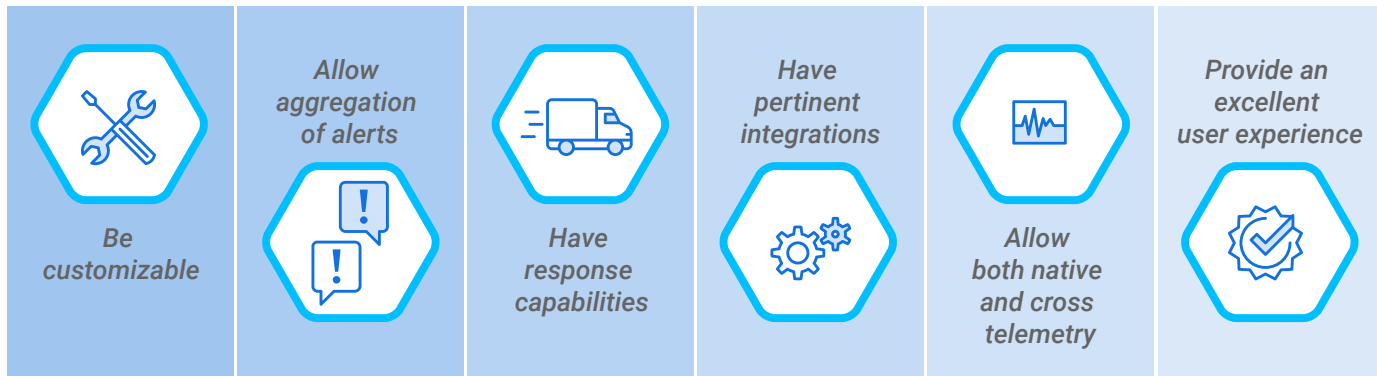 Be
customizable
Allow
aggregation
of alerts
!
!
Have
response
capabilities
Have
pertinent
integrations
Allow
both native
and cross
telemetry
Provide an
excellent
user experience